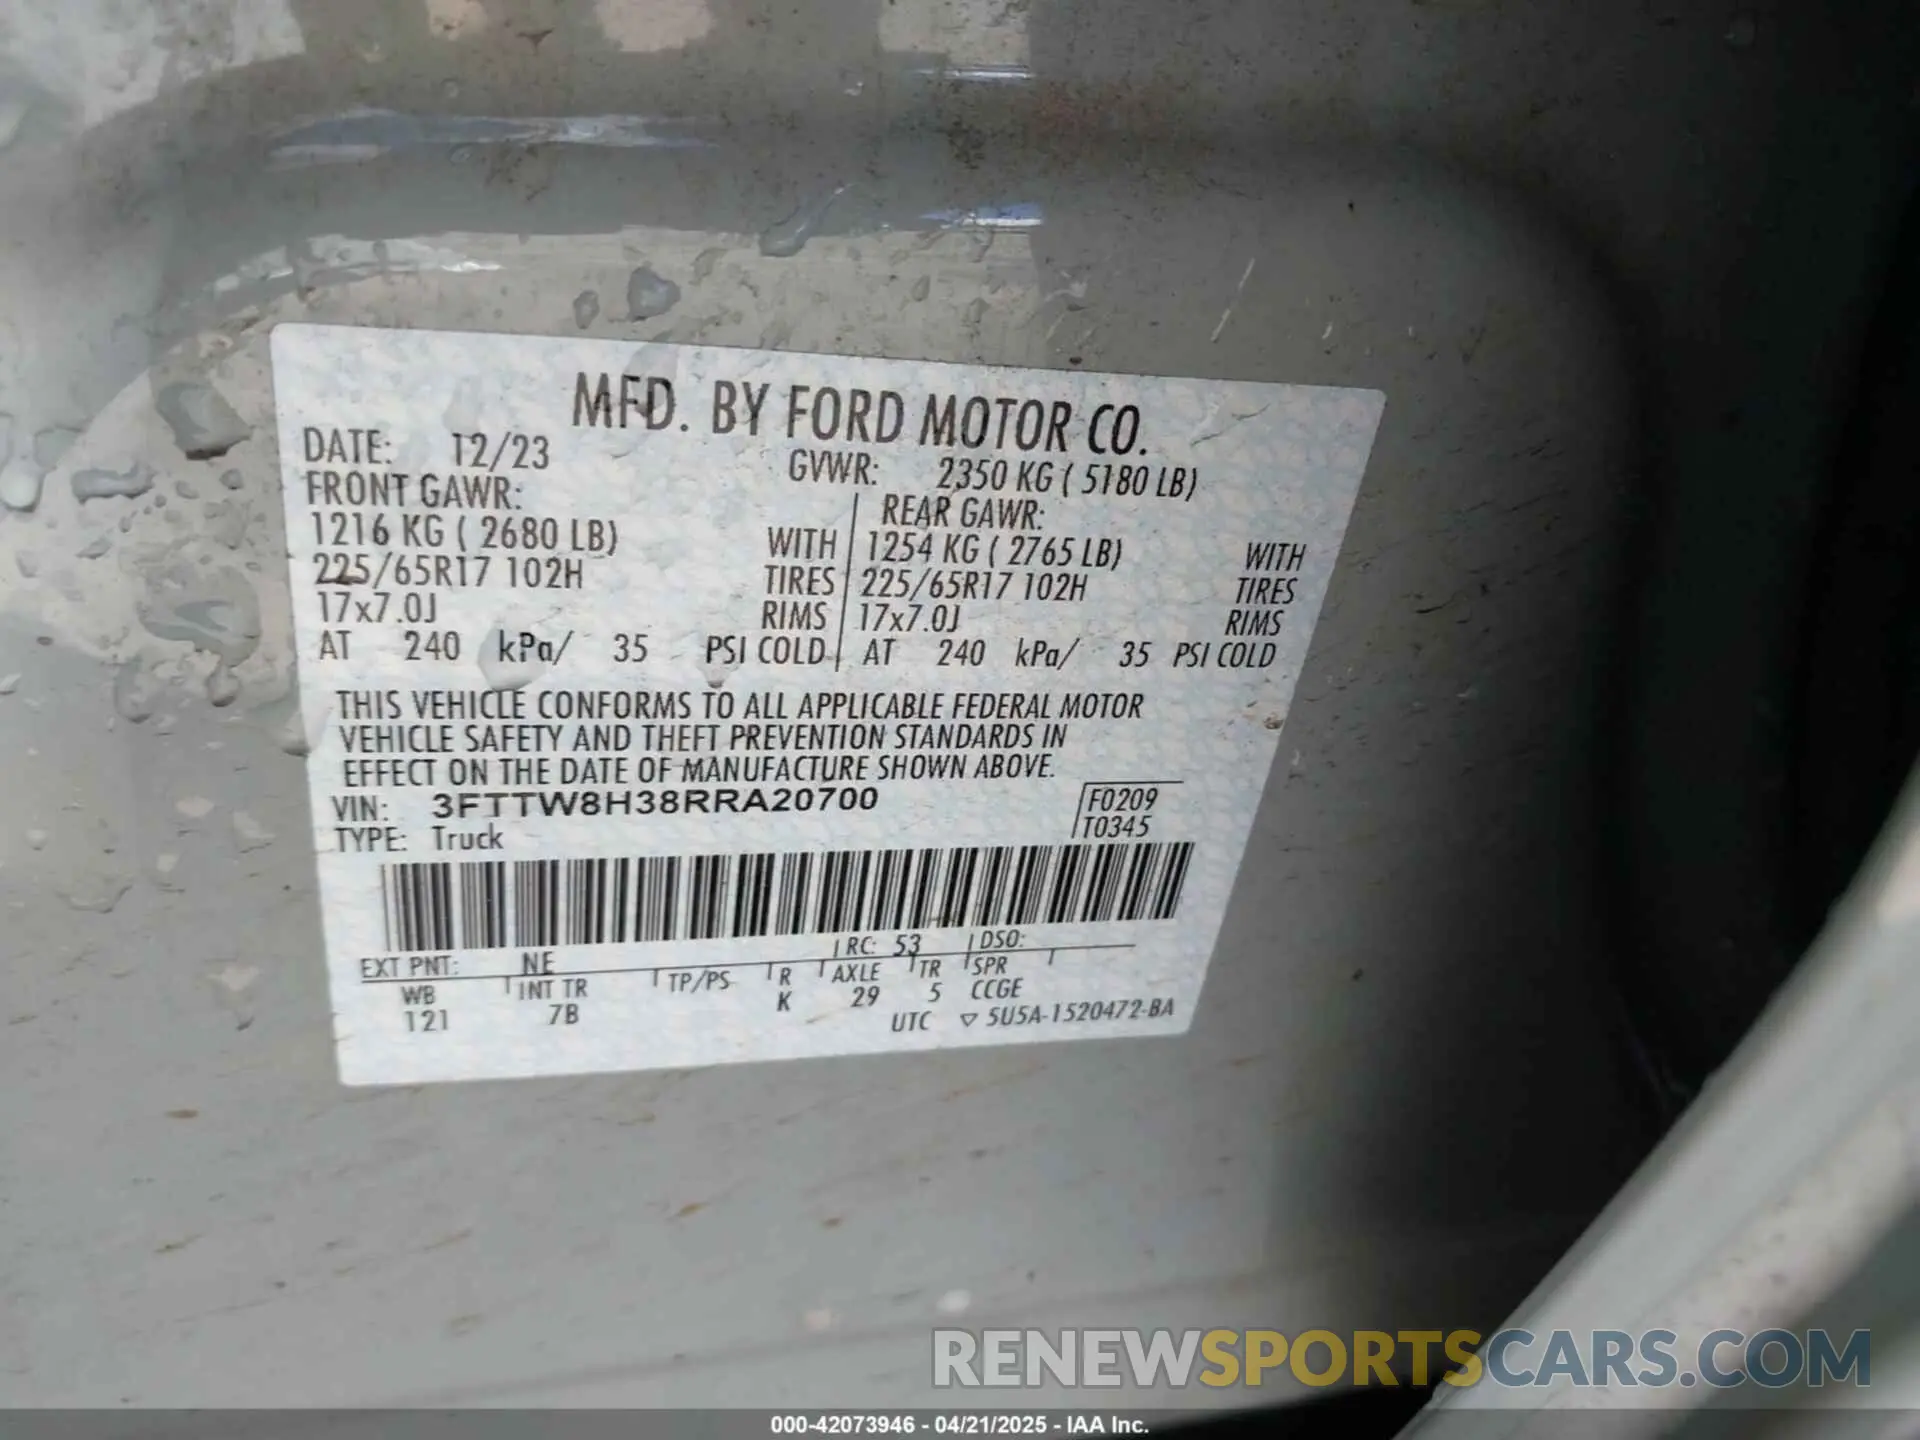 MFD. BY FORD MOTOR CO.
DATE: 12/23 GVWR: 2350 KG ( 5180 LB)
FRONT GAWR: REAR GAWR:
1216 KG ( 2680 LB) WITH 1254 KG ( 2765 LB) WITH
225/65R17 102H TIRES 225/65R17 102H TIRES
17x7.0J RIMS 17x7.0J RIMS
AT 240 kPa/ 35 PSI COLD AT 240 kPa/ 35 PSI COLD
THIS VEHICLE CONFORMS TO ALL APPLICABLE FEDERAL MOTOR
VEHICLE SAFETY AND THEFT PREVENTION STANDARDS IN
EFFECT ON THE DATE OF MANUFACTURE SHOWN ABOVE.
VIN: 3FTTW8H38RRA20700 F0209
TYPE: Truck T0345
EXT PNT: NE RC: 53 DSO:
WB INT TR TP/PS R AXLE TR SPR
121 7B K 29 5 CCGE
UTC ▽ 5U5A-1520472-BA
RENEWSPORTSCARS.COM
000-42073946 - 04/21/2025 - IAA Inc.